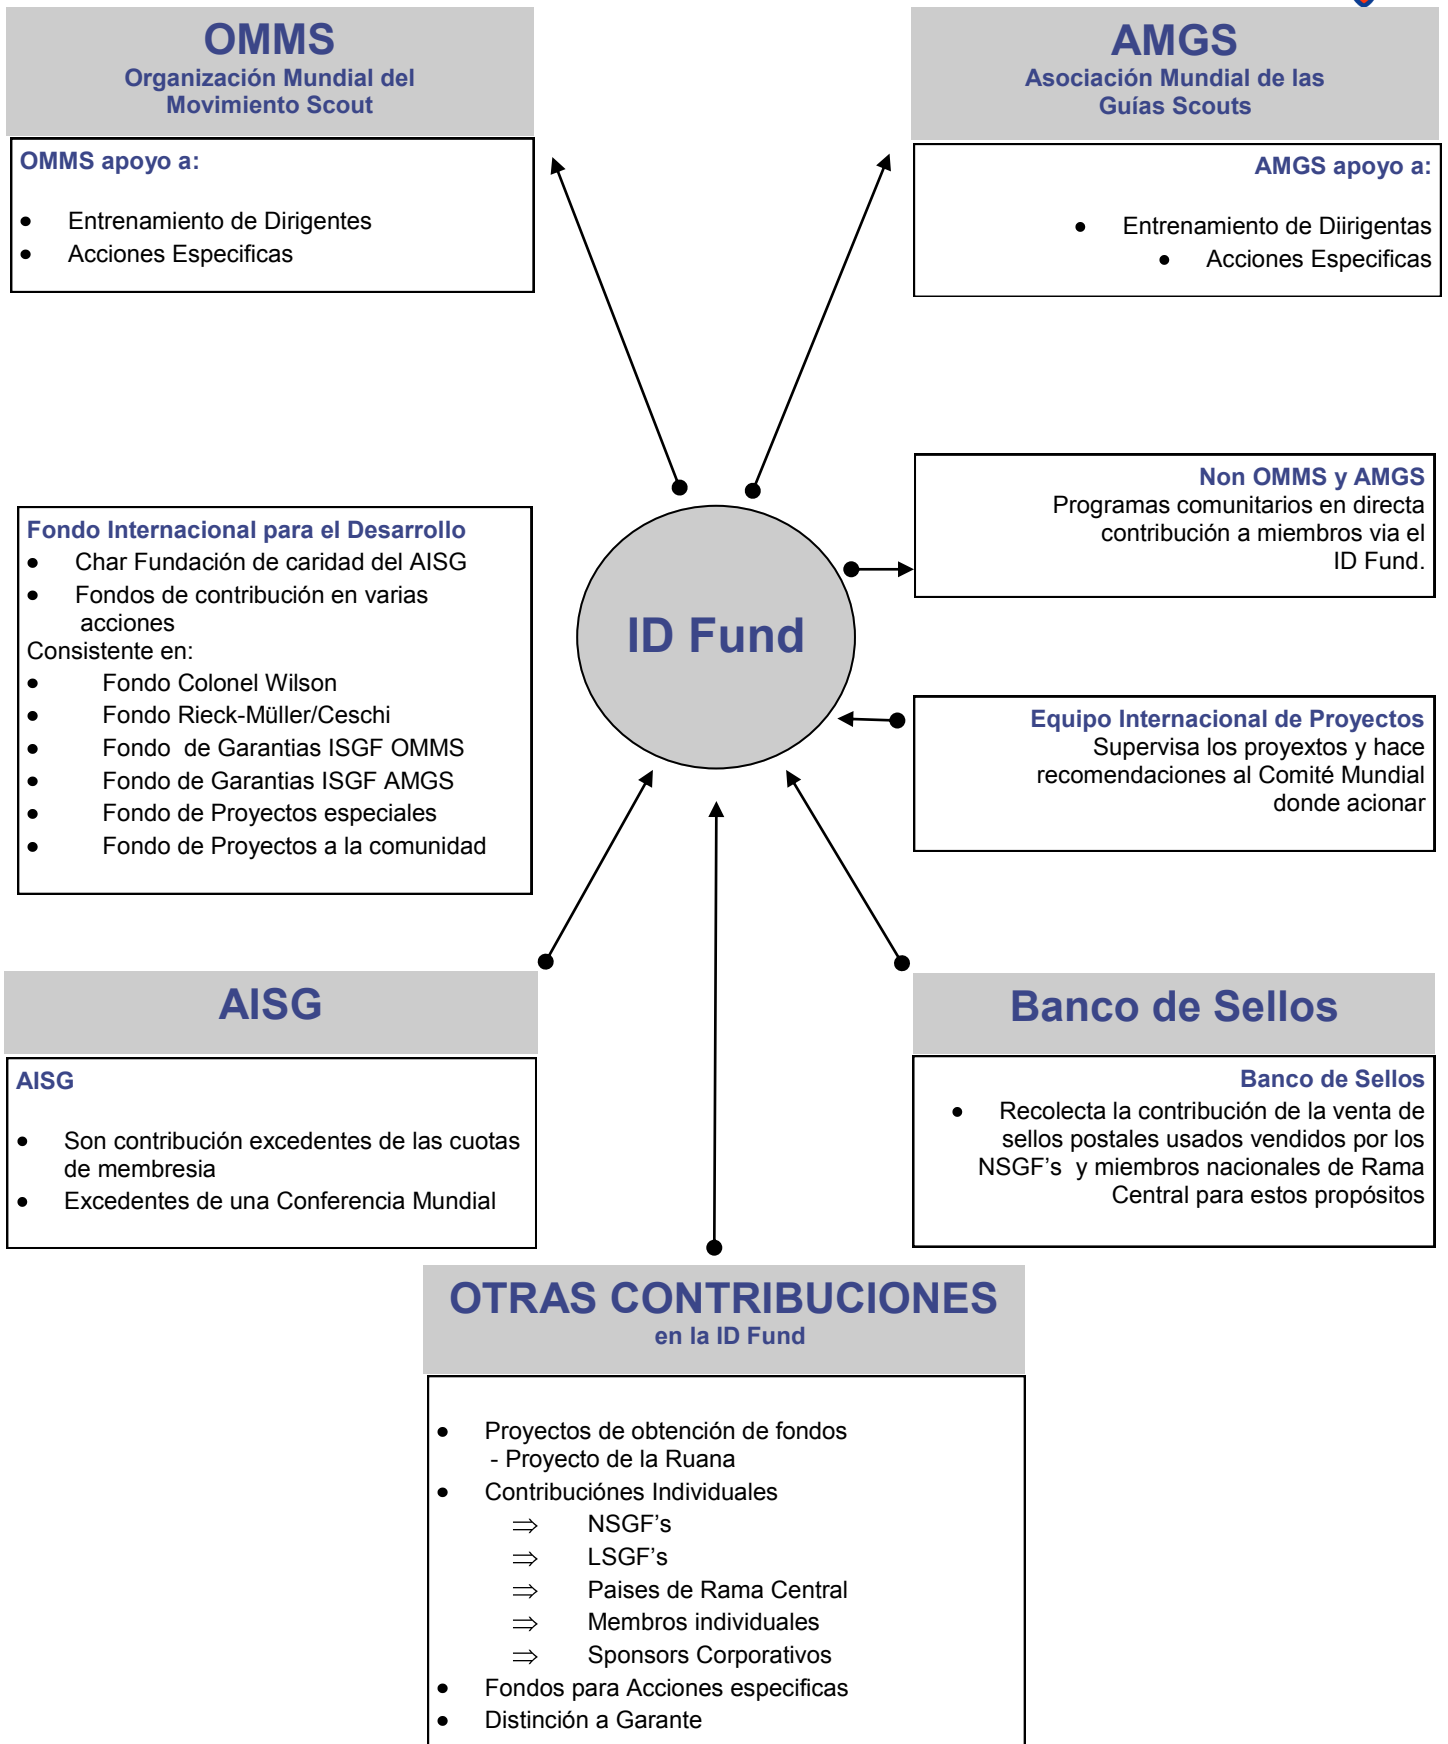 OMMS
Organización Mundial del
Movimiento Scout
OMMS apoyo a:
• Entrenamiento de Dirigentes
• Acciones Especificas
AMGS
Asociación Mundial de las
Guías Scouts
AMGS apoyo a:
• Entrenamiento de Diirigentas
• Acciones Especificas
Fondo Internacional para el Desarrollo
• Char Fundación de caridad del AISG
• Fondos de contribución en varias
acciones
Consistente en:
• Fondo Colonel Wilson
• Fondo Rieck-Müller/Ceschi
• Fondo de Garantias ISGF OMMS
• Fondo de Garantias ISGF AMGS
• Fondo de Proyectos especiales
• Fondo de Proyectos a la comunidad
ID Fund
Non OMMS y AMGS
Programas comunitarios en directa
contribución a miembros via el
ID Fund.
Equipo Internacional de Proyectos
Supervisa los proyextos y hace
recomendaciones al Comité Mundial
donde acionar
AISG
AISG
• Son contribución excedentes de las cuotas
de membresia
• Excedentes de una Conferencia Mundial
Banco de Sellos
Banco de Sellos
• Recolecta la contribución de la venta de
sellos postales usados vendidos por los
NSGF’s y miembros nacionales de Rama
Central para estos propósitos
OTRAS CONTRIBUCIONES
en la ID Fund
• Proyectos de obtención de fondos
- Proyecto de la Ruana
• Contribuciónes Individuales
⇒ NSGF’s
⇒ LSGF’s
⇒ Paises de Rama Central
⇒ Membros individuales
⇒ Sponsors Corporativos
• Fondos para Acciones especificas
• Distinción a Garante